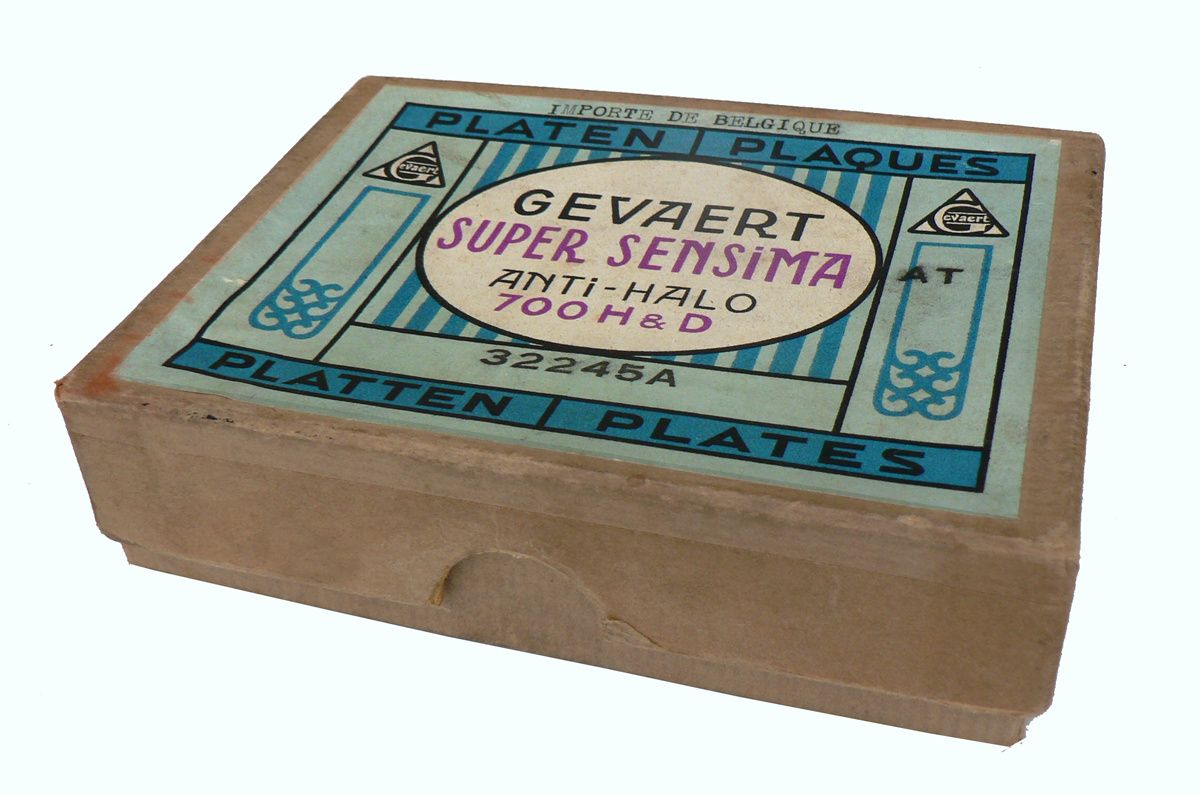 IMPORTE DE BELGIQUE
PLATEN PLAQUES
Gevaert
Gevaert
GEVAERT
SUPER SENSiMA
ANTi-HALO
700 H & D
AT
32245A
PLATTEN PLATES